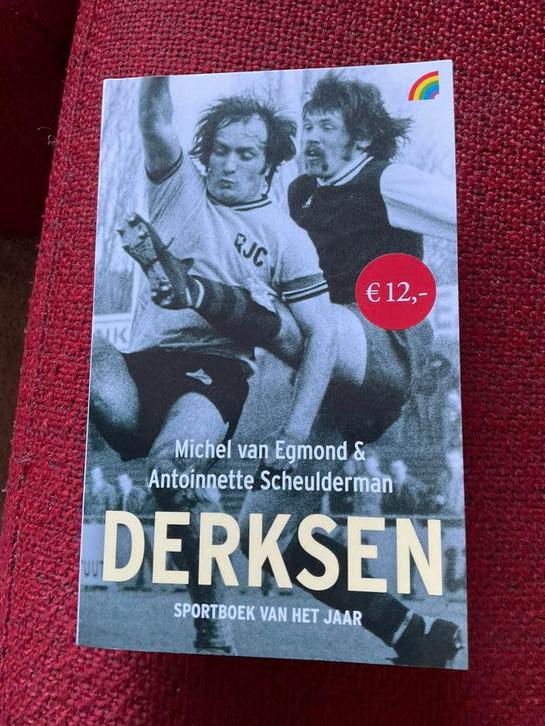 RJC
€ 12,-
Michel van Egmond &
Antoinnette Scheulderman
DERKSEN
SPORTBOEK VAN HET JAAR